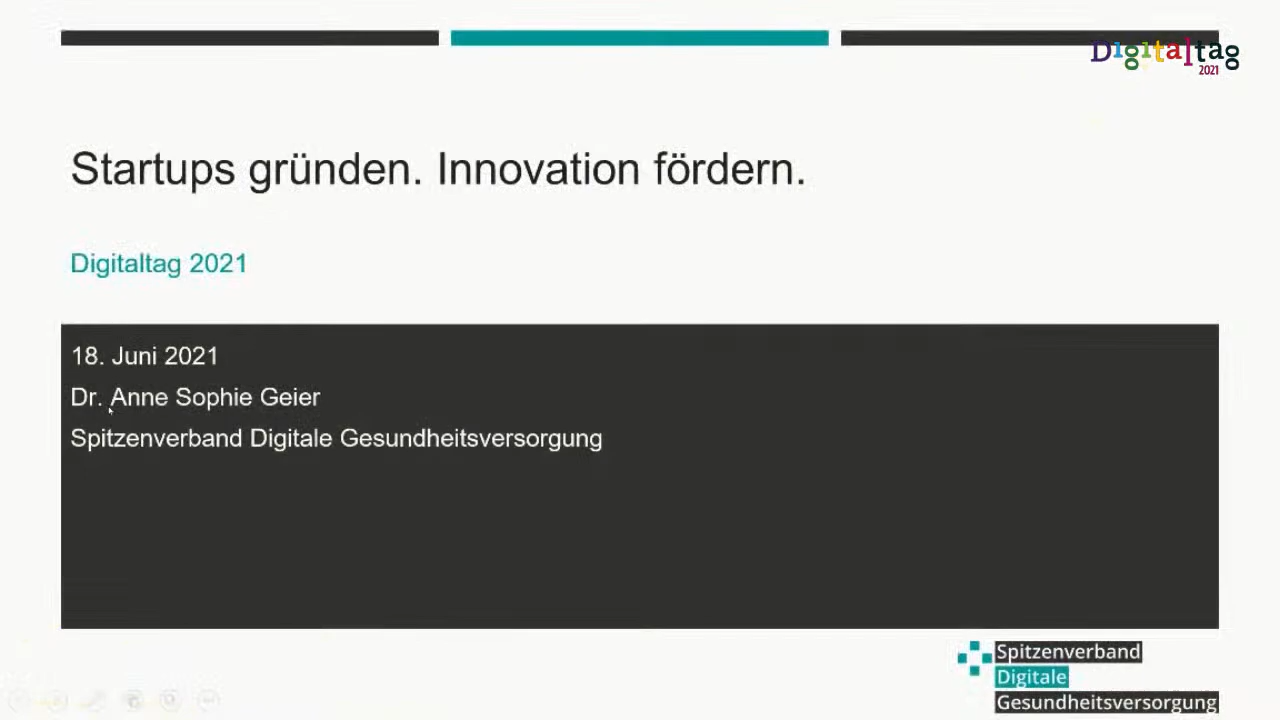 Digitaltag
2021
Startups gründen. Innovation fördern.
Digitaltag 2021
18. Juni 2021
Dr. Anne Sophie Geier
Spitzenverband Digitale Gesundheitsversorgung
Spitzenverband
Digitale
Gesundheitsversorgung